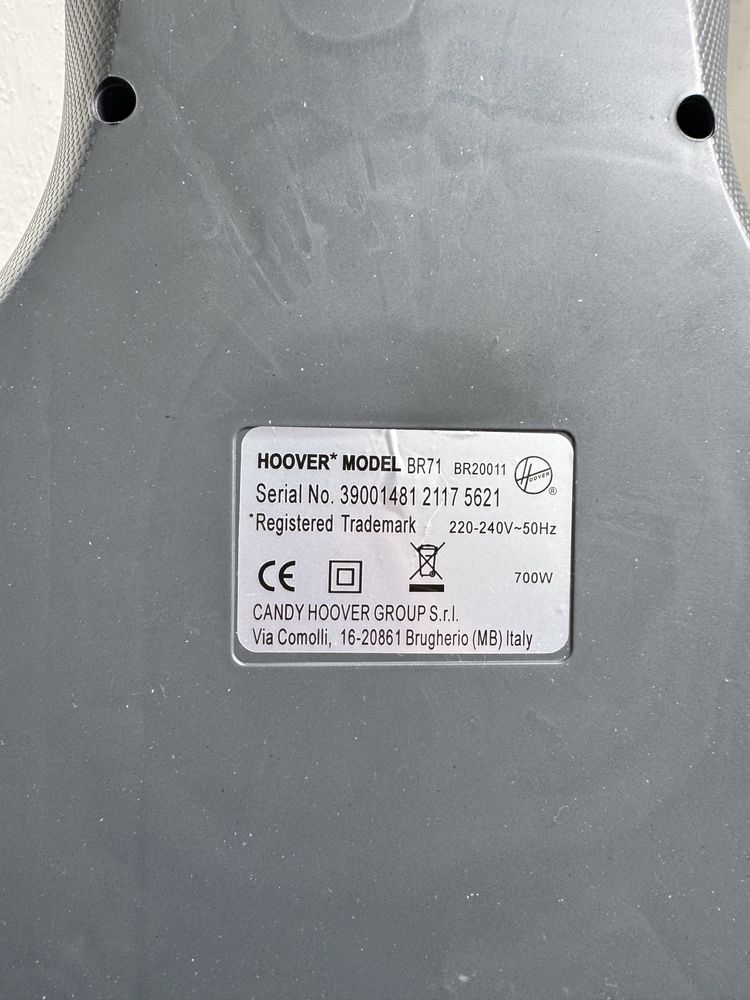 HOOVER* MODEL BR71 BR20011 HOOVER ®
Serial No. 39001481 2117 5621
*Registered Trademark 220-240V~50Hz
CE 700W
CANDY HOOVER GROUP S.r.l.
Via Comolli, 16-20861 Brugherio (MB) Italy